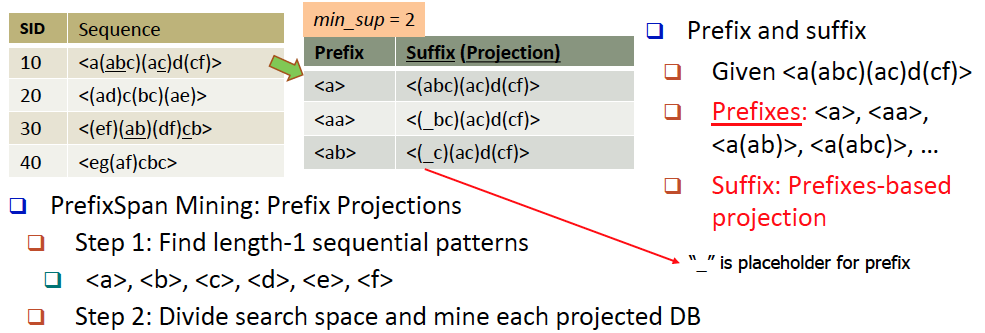 SID Sequence
10 <a(abc)(ac)d(cf)>
20 <(ad)c(bc)(ae)>
30 <(ef)(ab)(df)cb>
40 <eg(af)cbc>
min_sup = 2
Prefix Suffix (Projection)
<a> <(abc)(ac)d(cf)>
<aa> <(_bc)(ac)d(cf)>
<ab> <(_c)(ac)d(cf)>
Prefix and suffix
Given <a(abc)(ac)d(cf)>
Prefixes: <a>, <aa>,
<a(ab)>, <a(abc)>, …
Suffix: Prefixes-based
projection
"_" is placeholder for prefix
PrefixSpan Mining: Prefix Projections
Step 1: Find length-1 sequential patterns
<a>, <b>, <c>, <d>, <e>, <f>
Step 2: Divide search space and mine each projected DB